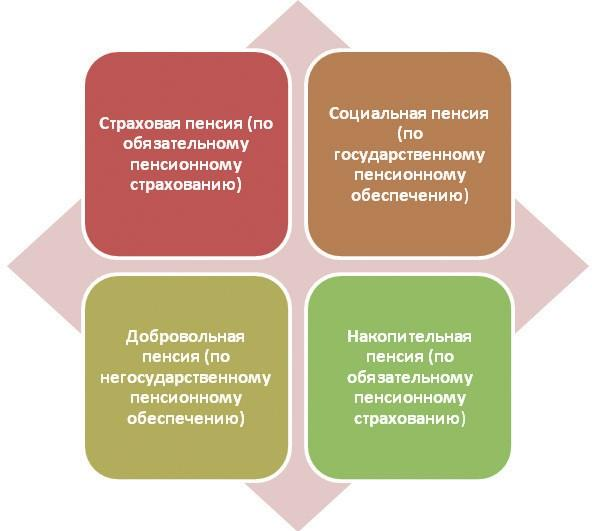 Страховая пенсия (по
обязательному
пенсионному
страхованию)
Социальная пенсия
(по
государственному
пенсионному
обеспечению)
Добровольная
пенсия (по
негосударственному
пенсионному
обеспечению)
Накопительная
пенсия (по
обязательному
пенсионному
страхованию)